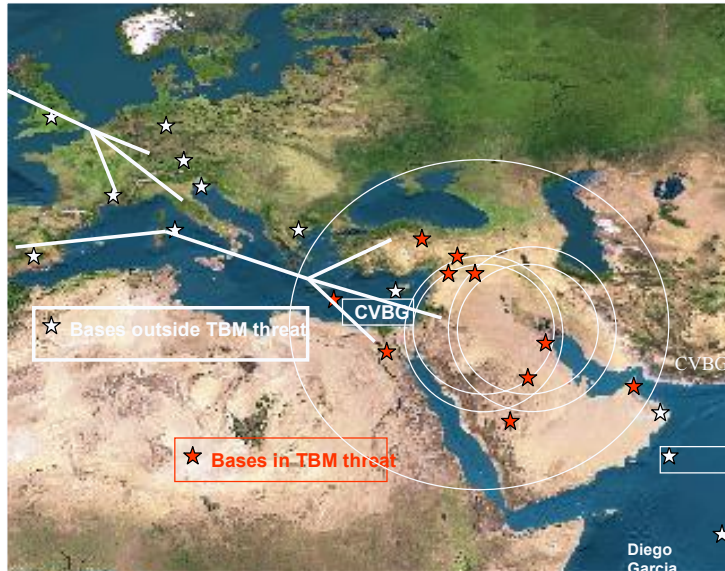 CVBG
Bases outside TBM threat
CVBG
Bases in TBM threat
Diego
Garcia